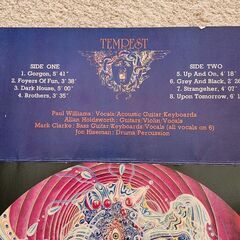 TEMPEST
SIDE ONE
1. Gorgon, 5' 41"
2. Foyers Of Fun, 3' 38"
3. Dark House, 5' 00"
4. Brothers, 3' 35"
SIDE TWO
5. Up And On, 4' 18"
6. Grey And Black, 2'
7. Strangeher, 4' 0
8. Upon Tomorrow, 6'
Paul Williams: Vocals/Acoustic Guitar/Keyboards
Allan Holdsworth: Guitars/Violin/Vocals
Mark Clarke: Bass Guitar/Keyboards/Vocals (all vocals on 6)
Jon Hiseman: Drums/Percussion